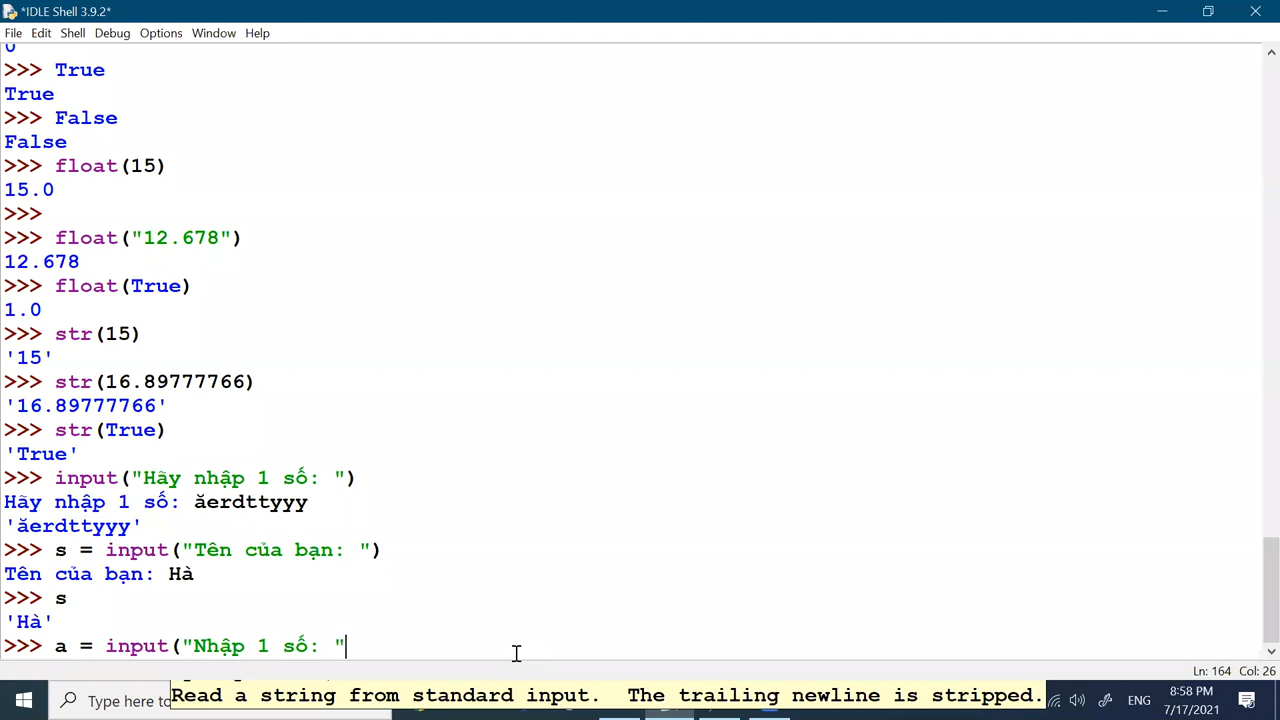 *IDLE Shell 3.9.2*
File Edit Shell Debug Options Window Help
0
>>> True
True
>>> False
False
>>> float(15)
15.0
>>>
>>> float("12.678")
12.678
>>> float(True)
1.0
>>> str(15)
'15'
>>> str(16.89777766)
'16.89777766'
>>> str(True)
'True'
>>> input("Hãy nhập 1 số: ")
Hãy nhập 1 số: ăerdttyyy
'ăerdttyyy'
>>> s = input("Tên của bạn: ")
Tên của bạn: Hà
>>> s
'Hà'
>>> a = input("Nhập 1 số: "
Ln: 164 Col: 26
Type here to
Read a string from standard input. The trailing newline is stripped.
ENG
8:58 PM
7/17/2021